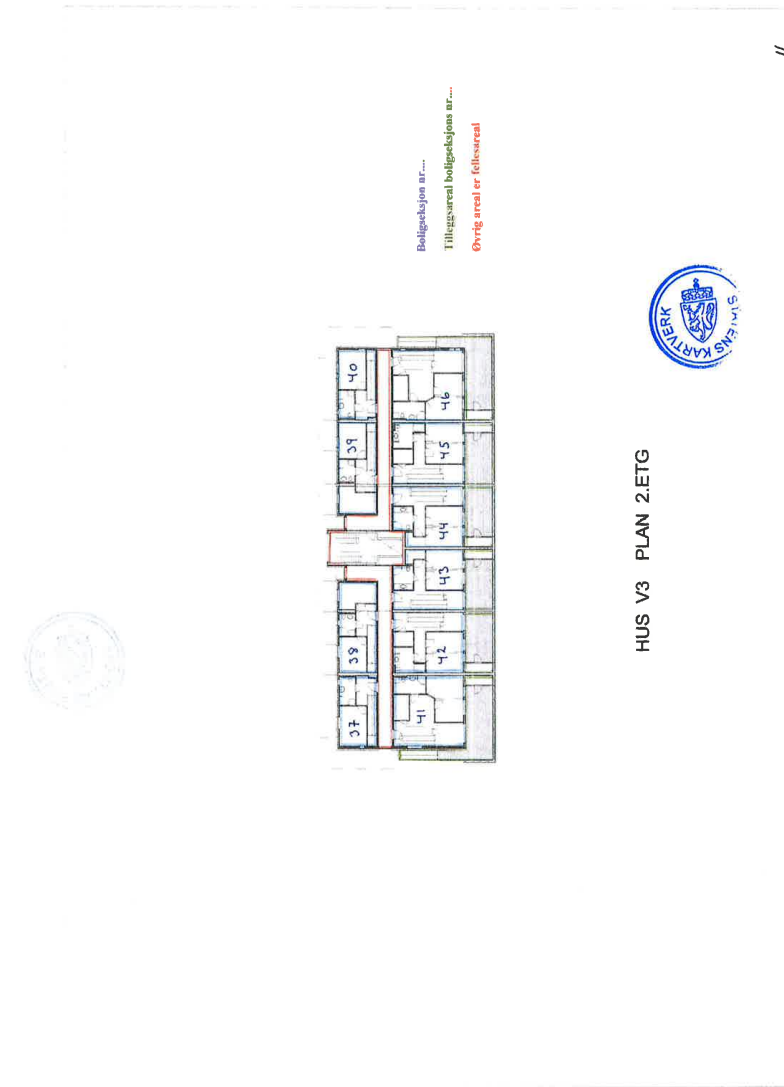 Boligseksjon nr....
Tilleggsareal boligseksjons nr....
Øvrig areal er fellesareal
37
38
39
40
41
42
43
44
45
46
HUS V3 PLAN 2.ETG
STATENS KARTVERK